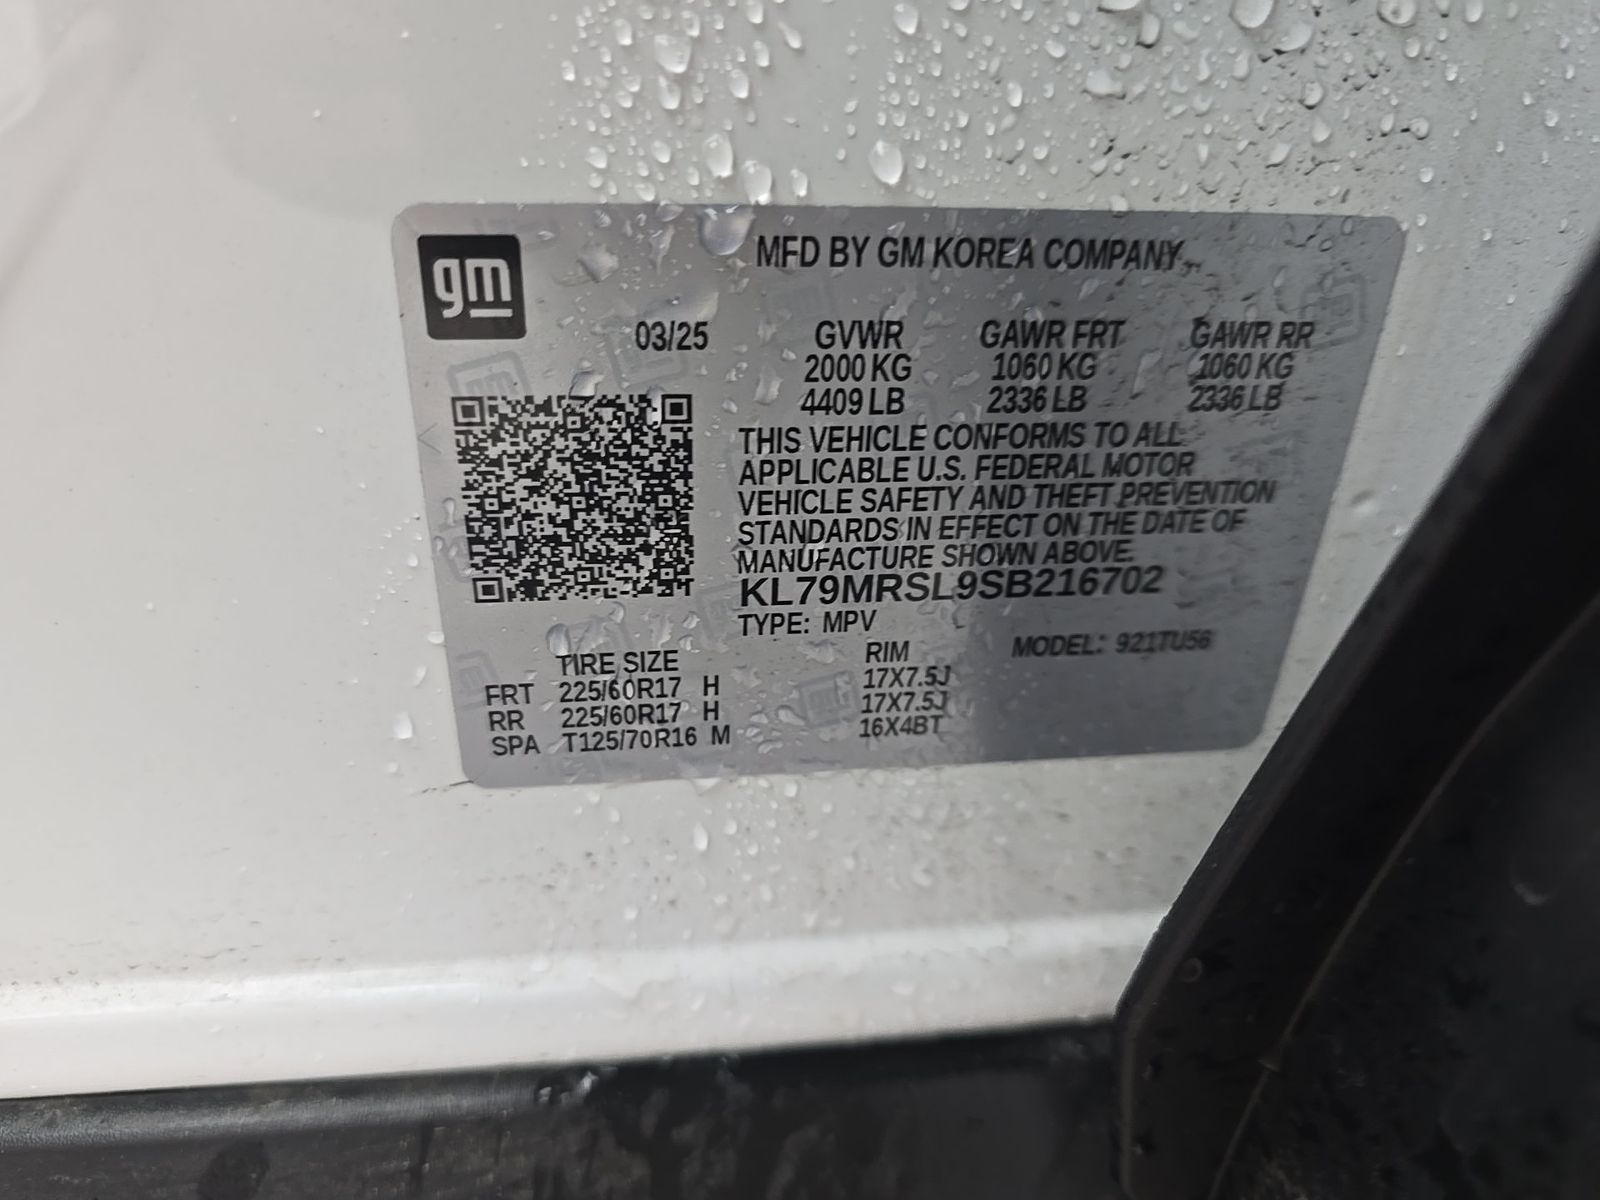 gm
MFD BY GM KOREA COMPANY
03/25 GVWR GAWR FRT GAWR RR
2000 KG 1060 KG 1060 KG
4409 LB 2336 LB 2336 LB
THIS VEHICLE CONFORMS TO ALL
APPLICABLE U.S. FEDERAL MOTOR
VEHICLE SAFETY AND THEFT PREVENTION
STANDARDS IN EFFECT ON THE DATE OF
MANUFACTURE SHOWN ABOVE.
KL79MRSL9SB216702
TYPE: MPV
MODEL: 921TU56
TIRE SIZE RIM
FRT 225/60R17 H 17X7.5J
RR 225/60R17 H 17X7.5J
SPA T125/70R16 M 16X4BT